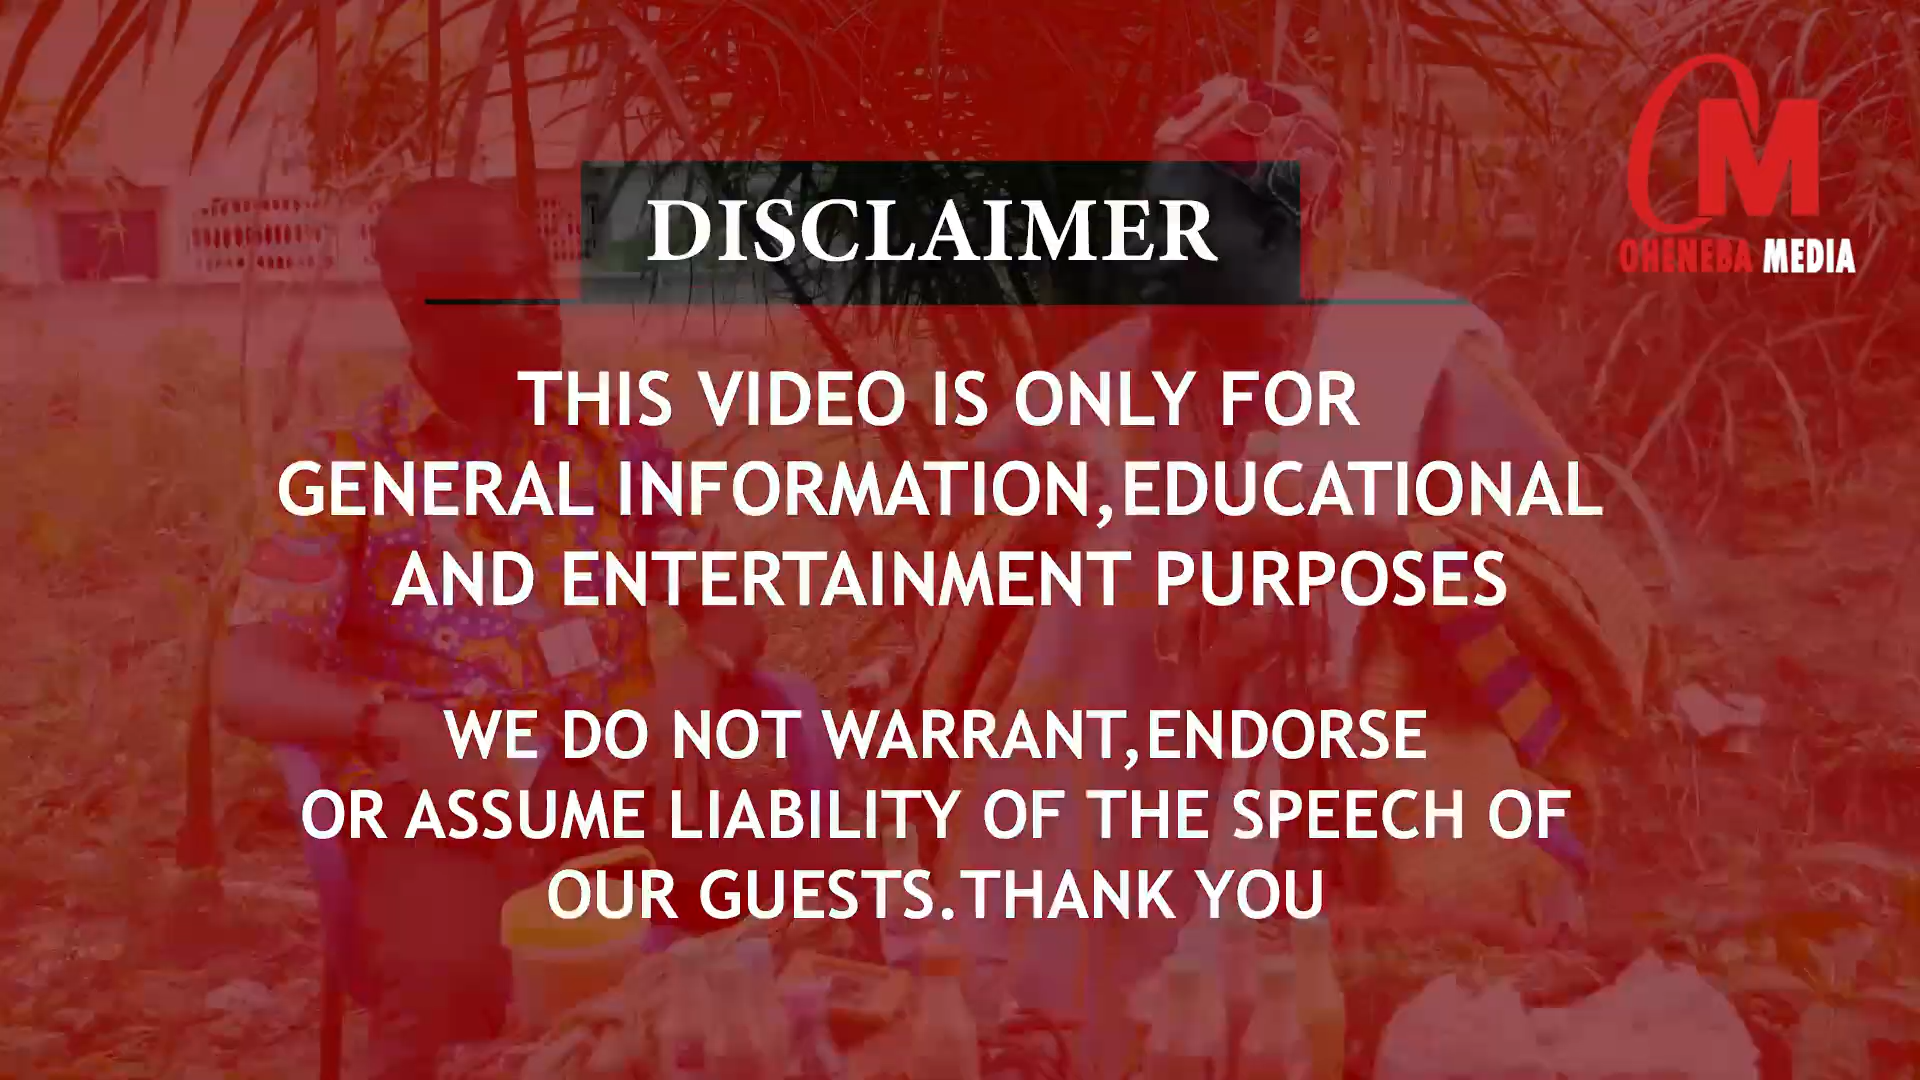 DISCLAIMER
OM
OHENEBA MEDIA
THIS VIDEO IS ONLY FOR
GENERAL INFORMATION,EDUCATIONAL
AND ENTERTAINMENT PURPOSES
WE DO NOT WARRANT,ENDORSE
OR ASSUME LIABILITY OF THE SPEECH OF
OUR GUESTS.THANK YOU